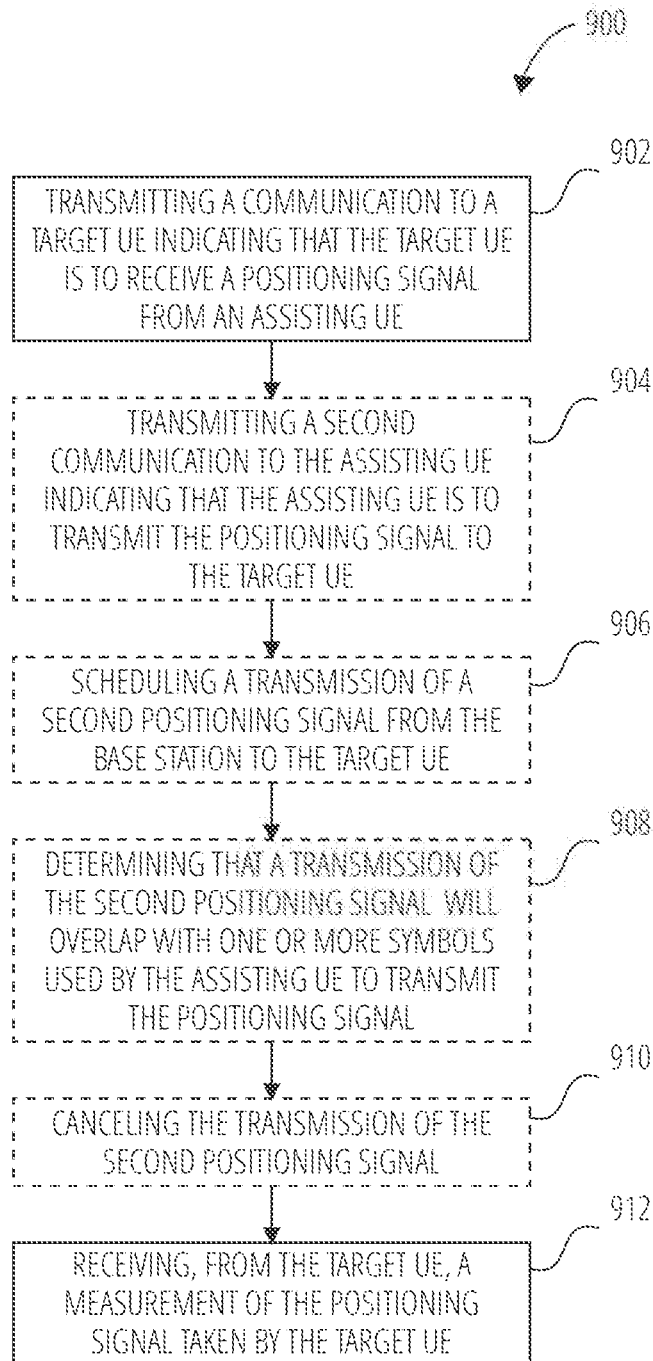 900
902
TRANSMITTING A COMMUNICATION TO A
TARGET UE INDICATING THAT THE TARGET UE
IS TO RECEIVE A POSITIONING SIGNAL
FROM AN ASSISTING UE
904
TRANSMITTING A SECOND
COMMUNICATION TO THE ASSISTING UE
INDICATING THAT THE ASSISTING UE IS TO
TRANSMIT THE POSITIONING SIGNAL TO
THE TARGET UE
906
SCHEDULING A TRANSMISSION OF A
SECOND POSITIONING SIGNAL FROM THE
BASE STATION TO THE TARGET UE
908
DETERMINING THAT A TRANSMISSION OF
THE SECOND POSITIONING SIGNAL WILL
OVERLAP WITH ONE OR MORE SYMBOLS
USED BY THE ASSISTING UE TO TRANSMIT
THE POSITIONING SIGNAL
910
CANCELING THE TRANSMISSION OF THE
SECOND POSITIONING SIGNAL
912
RECEIVING, FROM THE TARGET UE, A
MEASUREMENT OF THE POSITIONING
SIGNAL TAKEN BY THE TARGET UE